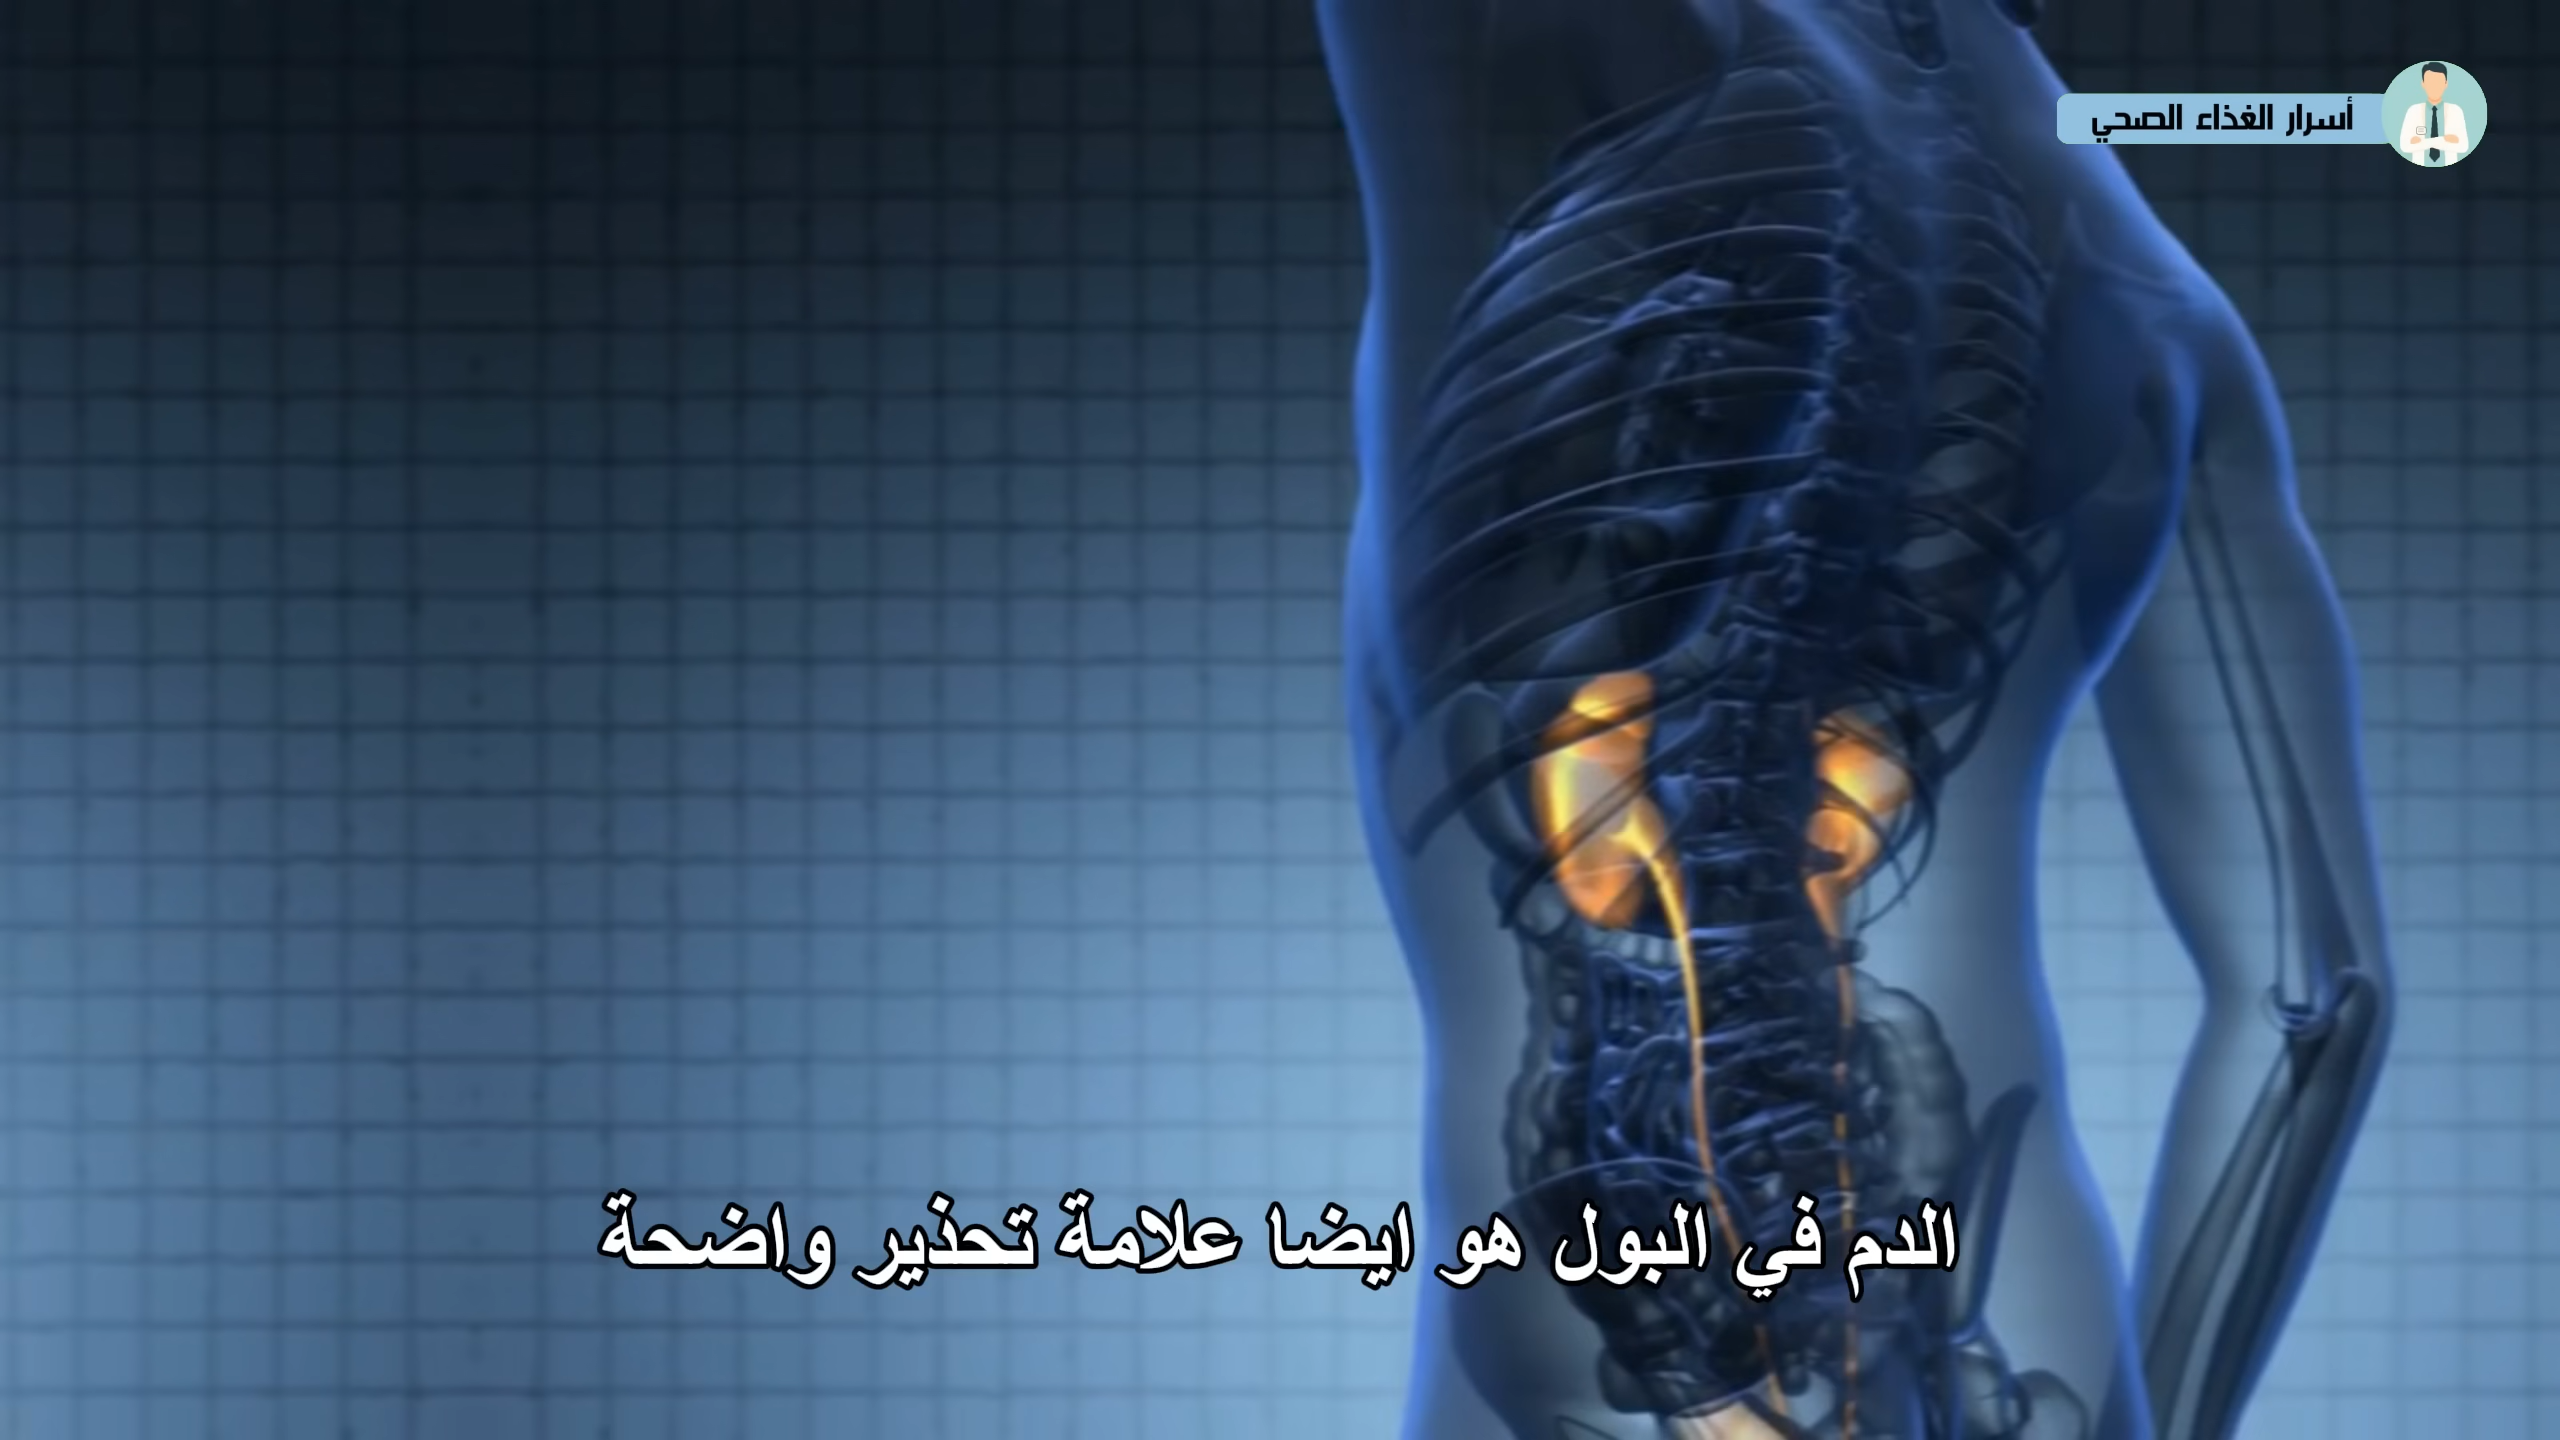 أسرار الغذاء الصحي
الدم في البول هو ايضا علامة تحذير واضحة